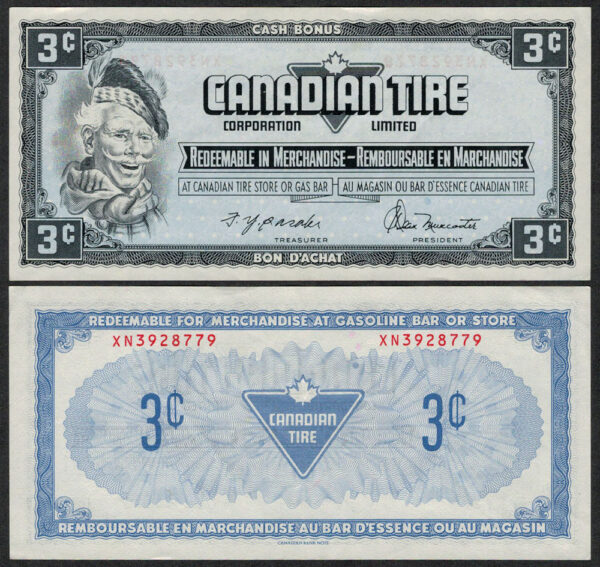 3¢ CASH BONUS 3¢
CANADIAN TIRE
CORPORATION LIMITED
REDEEMABLE IN MERCHANDISE - REMBOURSABLE EN MARCHANDISE
AT CANADIAN TIRE STORE OR GAS BAR AU MAGASIN OU BAR D'ESSENCE CANADIAN TIRE
TREASURER PRESIDENT
3¢ BON D'ACHAT 3¢
REDEEMABLE FOR MERCHANDISE AT GASOLINE BAR OR STORE
XN3928779 XN3928779
3¢ 3¢
CANADIAN
TIRE
REMBOURSABLE EN MARCHANDISE AU BAR D'ESSENCE OU AU MAGASIN
CANADIAN BANK NOTE